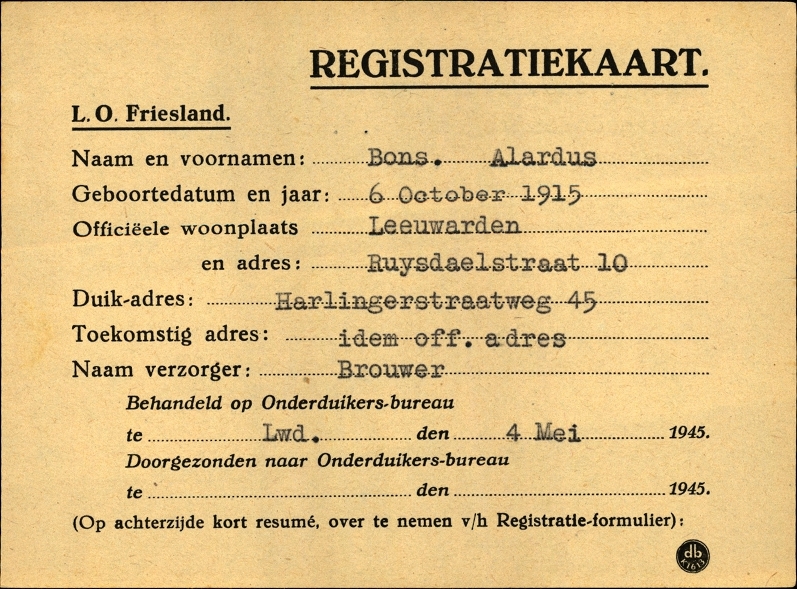 REGISTRATIEKAART.
L. O. Friesland.
Naam en voornamen: Bons. Alardus
Geboortedatum en jaar: 6 October 1915
Officiëele woonplaats Leeuwarden
en adres: Ruysdaelstraat 10
Duik-adres: Harlingerstraatweg 45
Toekomstig adres: idem off. adres
Naam verzorger: Brouwer
Behandeld op Onderduikers-bureau
te Lwd. den 4 Mei 1945.
Doorgezonden naar Onderduikers-bureau
te den 1945.
(Op achterzijde kort resumé, over te nemen v/h Registratie-formulier):
db
K1613